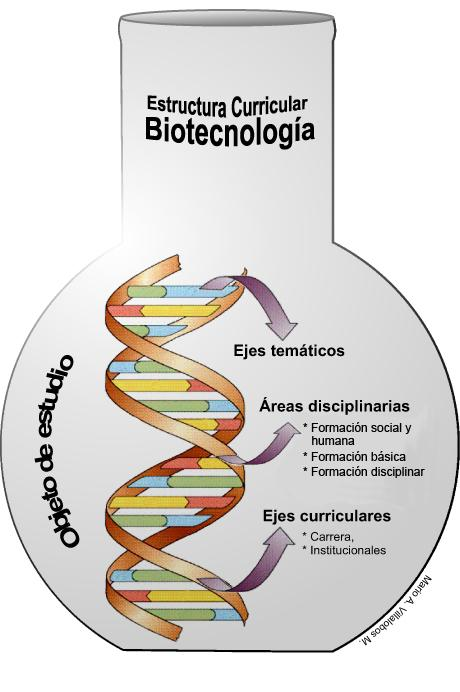 Estructura Curricular
Biotecnología
Objeto de estudio
Ejes temáticos
Áreas disciplinarias
* Formación social y
humana
* Formación básica
* Formación disciplinar
Ejes curriculares
* Carrera,
* Institucionales
Mario A. Villalobos M.